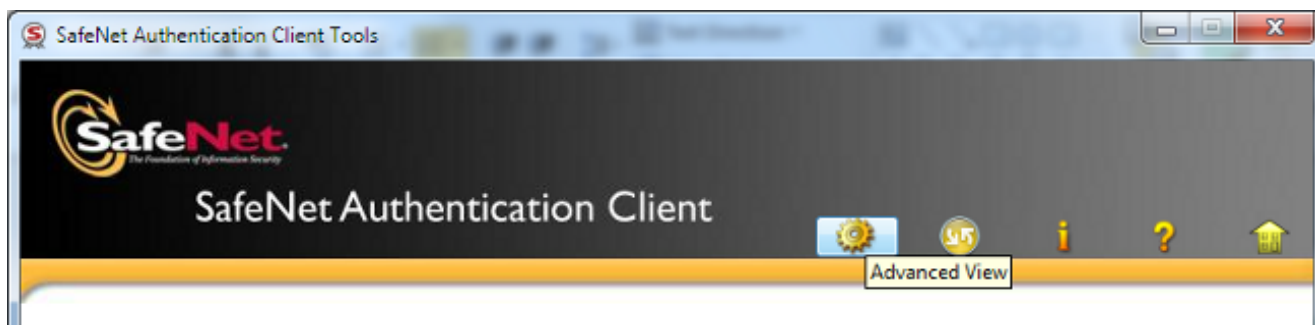 SafeNet Authentication Client Tools
SafeNet.
The Foundation of Information Security
SafeNet Authentication Client
Advanced View